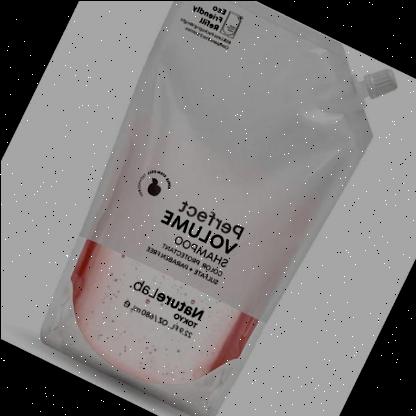 Eco
Friendly
Refill
Perfect
VOLUME
SHAMPOO
COLOR PROTECTANT
SULFATE + PARABEN FREE
NatureLab.
TOKYO
22.9 FL. OZ. / 680 mL e